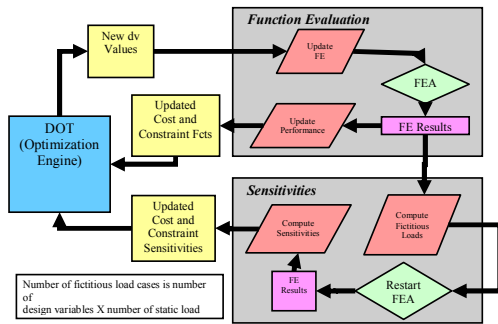 Function Evaluation
New dv
Values
Update
FE
FEA
DOT
(Optimization
Engine)
Updated
Cost and
Constraint Fcts
Update
Performance
FE Results
Sensitivities
Updated
Cost and
Constraint
Sensitivities
Compute
Sensitivities
Compute
Fictitious
Loads
FE
Results
Restart
FEA
Number of fictitious load cases is number
of
design variables X number of static load